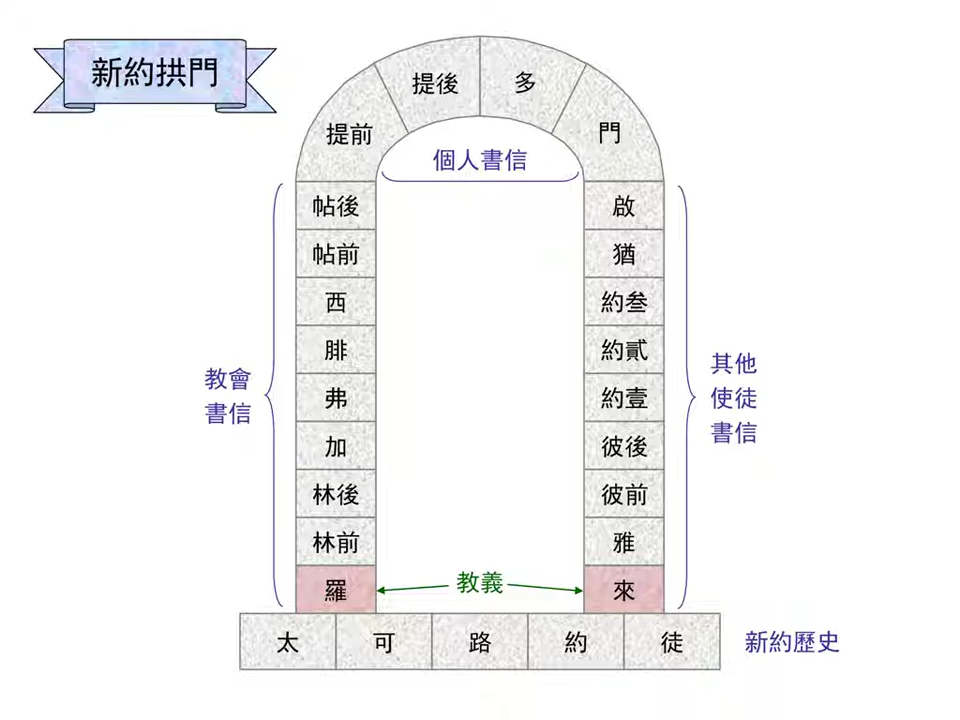 新約拱門
提後
多
提前
門
個人書信
帖後
啟
帖前
猶
西
約叁
腓
約貳
弗
約壹
加
彼後
林後
彼前
林前
雅
羅
來
教會
書信
其他
使徒
書信
教義
太
可
路
約
徒
新約歷史